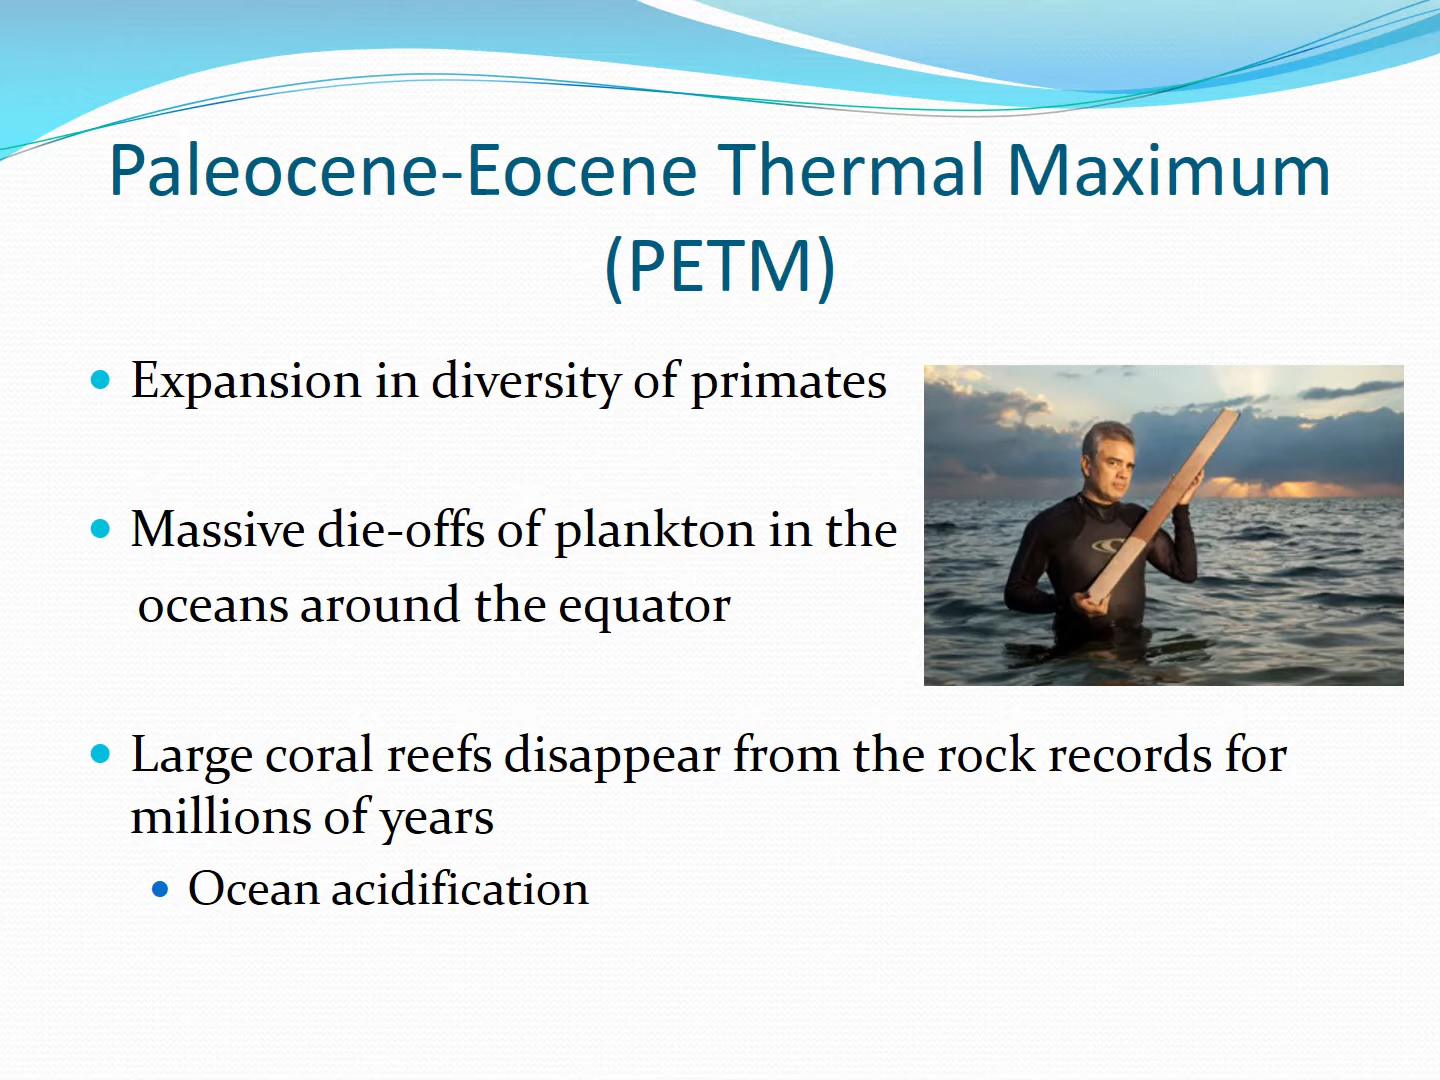 Paleocene-Eocene Thermal Maximum
(PETM)
Expansion in diversity of primates
Massive die-offs of plankton in the
oceans around the equator
Large coral reefs disappear from the rock records for
millions of years
Ocean acidification